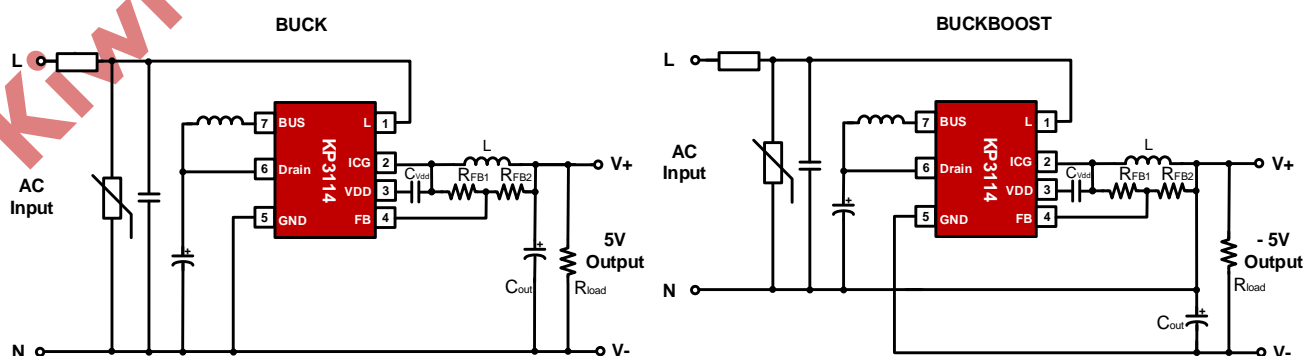 Kiwi
BUCK
L
7 BUS L 1
KP3114
ICG 2
6 Drain
VDD 3
5 GND
FB 4
L
CVdd
RFB1
RFB2
V+
AC
Input
5V
Output
Cout
Rload
N
V-
BUCKBOOST
L
7 BUS L 1
KP3114
ICG 2
6 Drain
VDD 3
5 GND
FB 4
L
CVdd
RFB1
RFB2
V+
AC
Input
- 5V
Output
Rload
N
Cout
V-